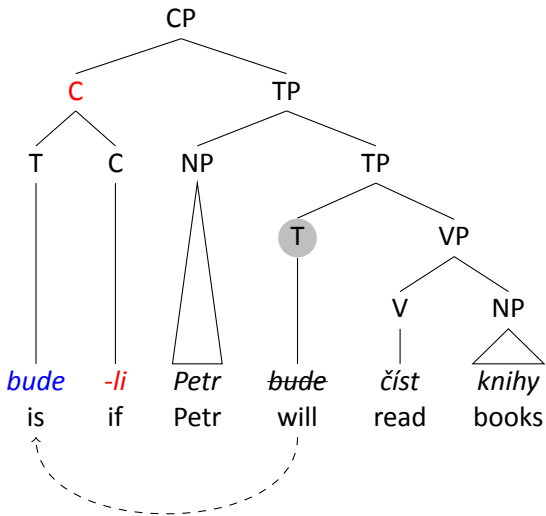 CP
C TP
T C NP TP
T VP
V NP
bude -li Petr bude číst knihy
is if Petr will read books